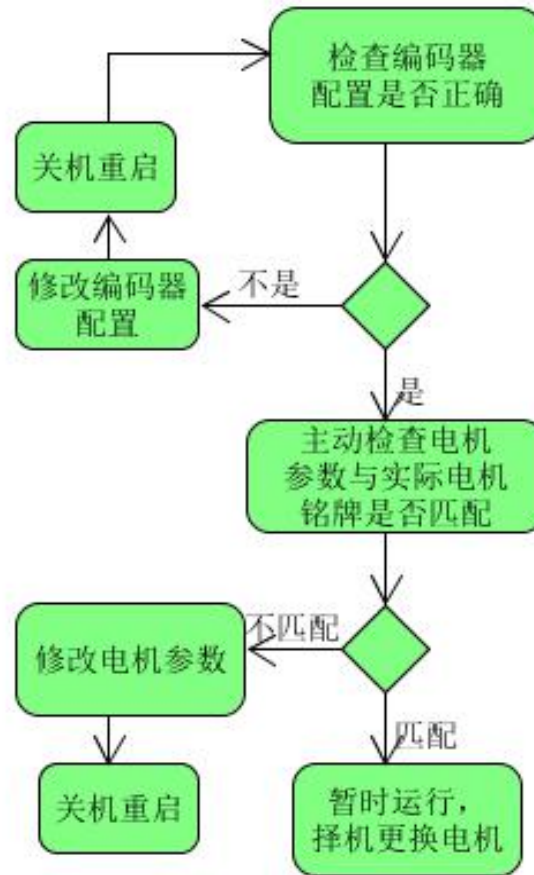 检查编码器
配置是否正确
关机重启
修改编码器
配置
不是
是
主动检查电机
参数与实际电机
铭牌是否匹配
不匹配
修改电机参数
匹配
关机重启
暂时运行，
择机更换电机